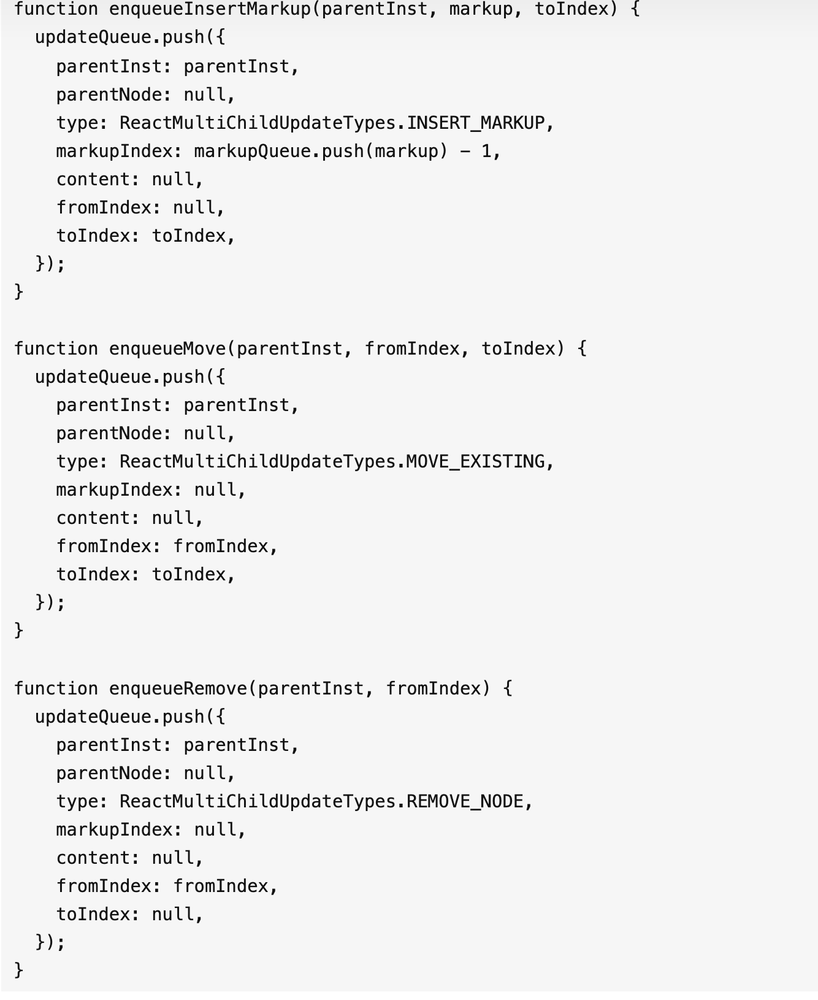 function enqueueInsertMarkup(parentInst, markup, toIndex) {
  updateQueue.push({
    parentInst: parentInst,
    parentNode: null,
    type: ReactMultiChildUpdateTypes.INSERT_MARKUP,
    markupIndex: markupQueue.push(markup) - 1,
    content: null,
    fromIndex: null,
    toIndex: toIndex,
  });
}

function enqueueMove(parentInst, fromIndex, toIndex) {
  updateQueue.push({
    parentInst: parentInst,
    parentNode: null,
    type: ReactMultiChildUpdateTypes.MOVE_EXISTING,
    markupIndex: null,
    content: null,
    fromIndex: fromIndex,
    toIndex: toIndex,
  });
}

function enqueueRemove(parentInst, fromIndex) {
  updateQueue.push({
    parentInst: parentInst,
    parentNode: null,
    type: ReactMultiChildUpdateTypes.REMOVE_NODE,
    markupIndex: null,
    content: null,
    fromIndex: fromIndex,
    toIndex: null,
  });
}